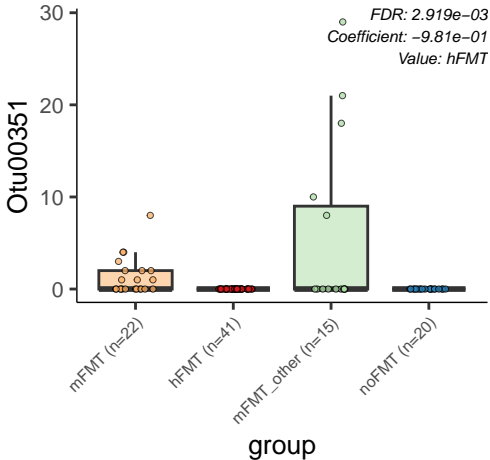 FDR: 2.919e−03
Coefficient: −9.81e−01
Value: hFMT
Otu00351
30
20
10
0
mFMT (n=22)
hFMT (n=41)
mFMT_other (n=15)
noFMT (n=20)
group